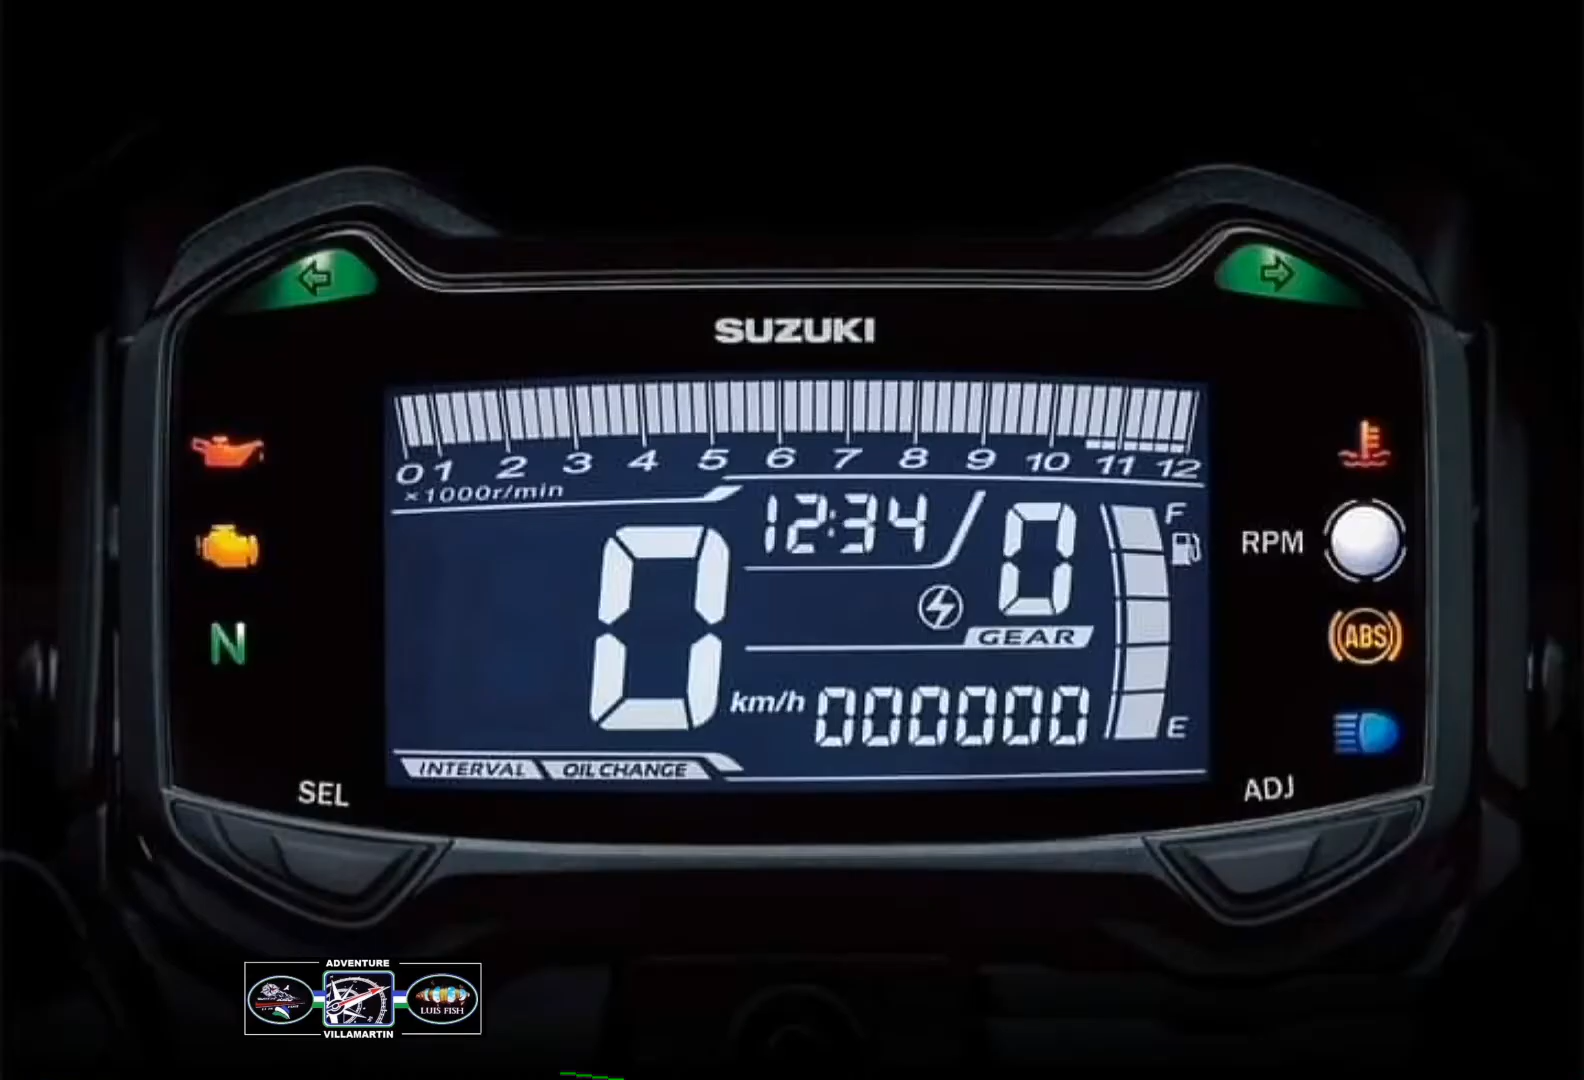 SUZUKI
0 1 2 3 4 5 6 7 8 9 10 11 12
×1000r/min
12:34
0
F
RPM
ABS
N
0
GEAR
km/h
000000
E
INTERVAL
OIL CHANGE
SEL
ADJ
ADVENTURE
LUIS FISH
VILLAMARTIN